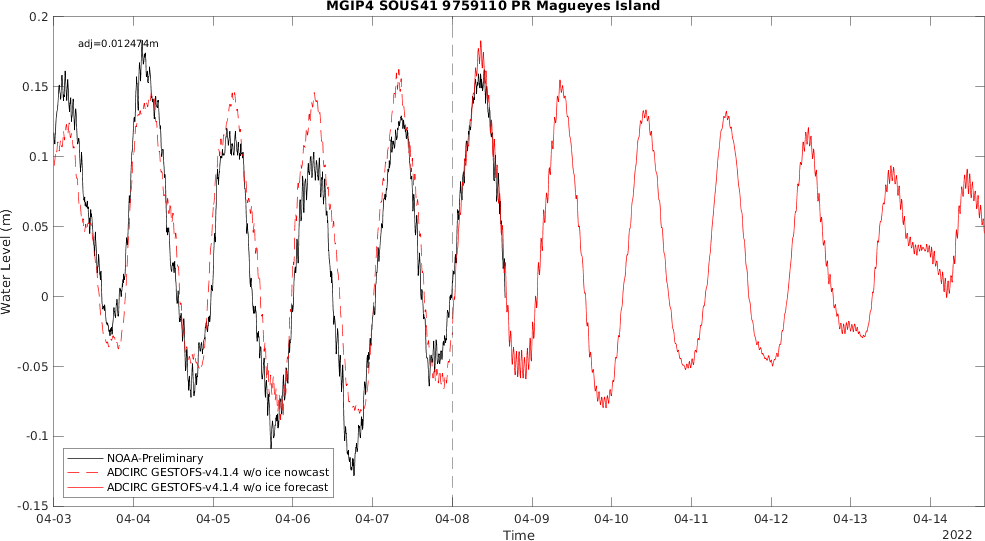 MGIP4 SOUS41 9759110 PR Magueyes Island
adj=0.012474m
Water Level (m)
0.2
0.15
0.1
0.05
0
-0.05
-0.1
-0.15
NOAA-Preliminary
ADCIRC GESTOFS-v4.1.4 w/o ice nowcast
ADCIRC GESTOFS-v4.1.4 w/o ice forecast
04-03 04-04 04-05 04-06 04-07 04-08 04-09 04-10 04-11 04-12 04-13 04-14
Time
2022